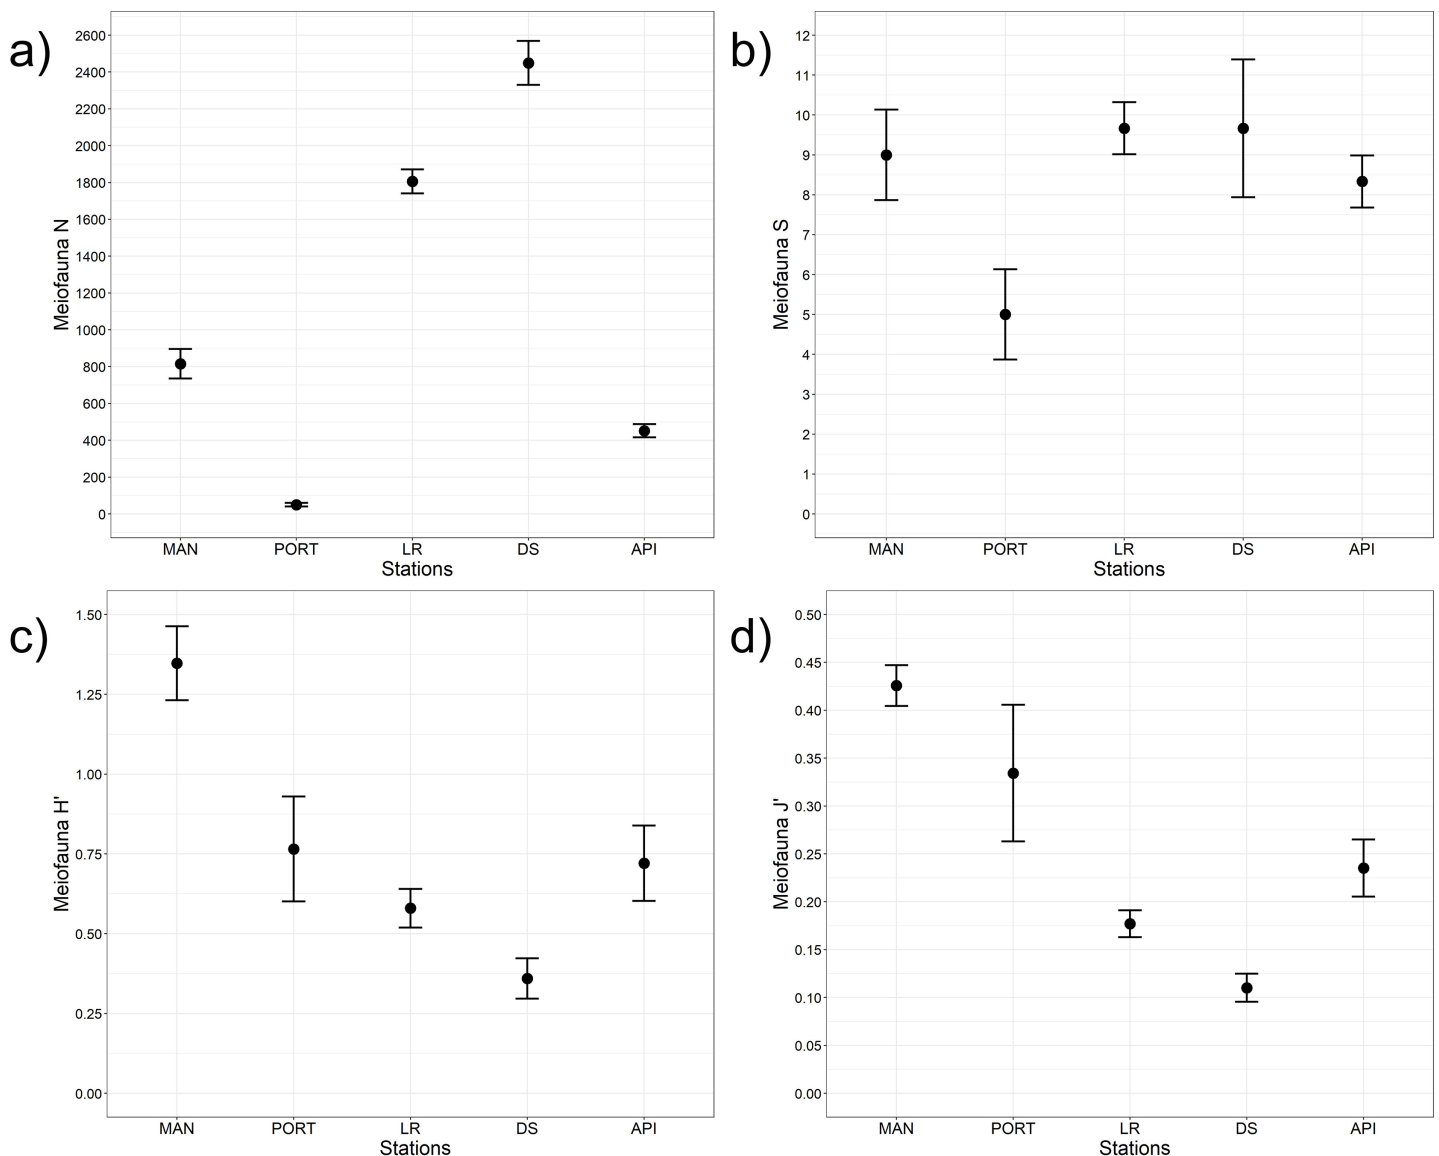 a)
Meiofauna N
2600
2400
2200
2000
1800
1600
1400
1200
1000
800
600
400
200
0
MAN PORT LR DS API
Stations
b)
Meiofauna S
12
11
10
9
8
7
6
5
4
3
2
1
0
MAN PORT LR DS API
Stations
c)
Meiofauna H'
1.50
1.25
1.00
0.75
0.50
0.25
0.00
MAN PORT LR DS API
Stations
d)
Meiofauna J'
0.50
0.45
0.40
0.35
0.30
0.25
0.20
0.15
0.10
0.05
0.00
MAN PORT LR DS API
Stations